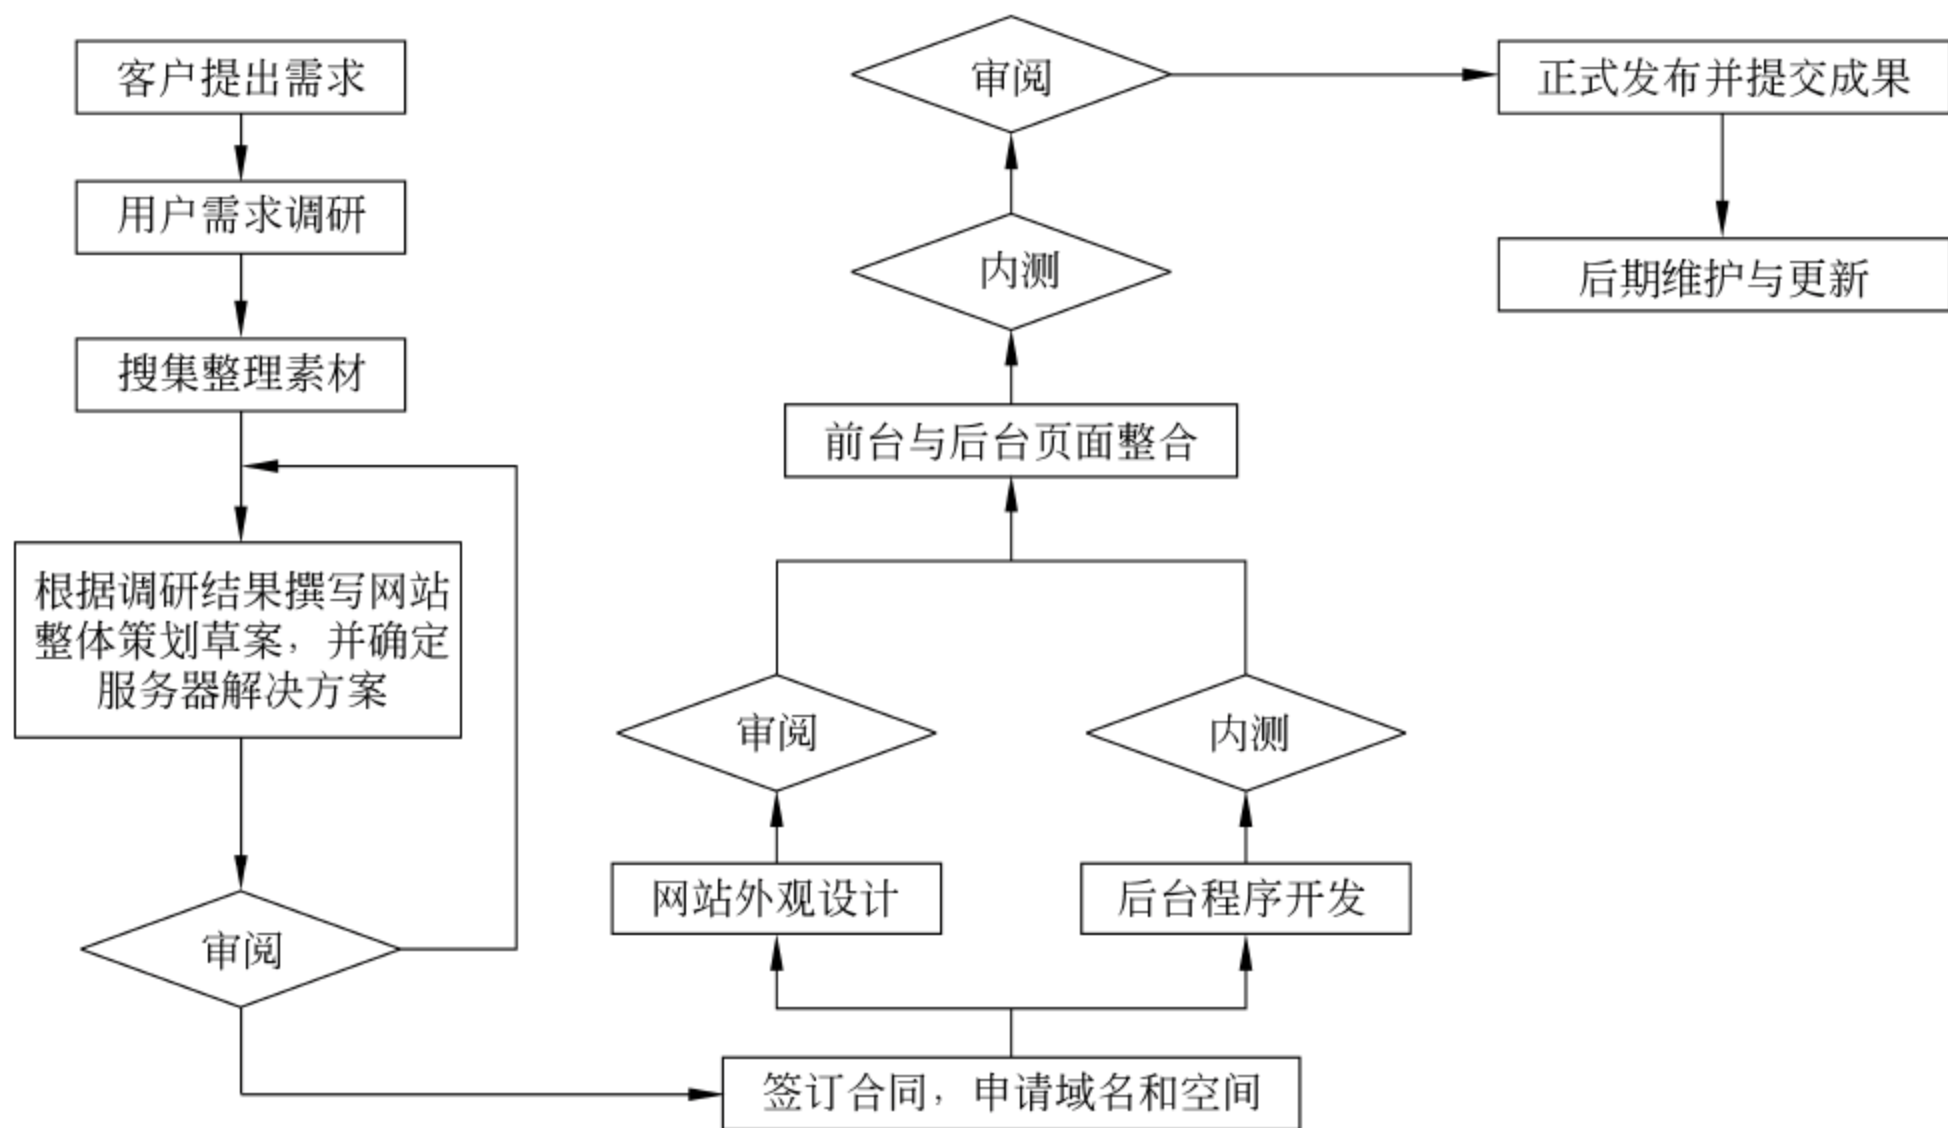 客户提出需求
用户需求调研
搜集整理素材
根据调研结果撰写网站
整体策划草案，并确定
服务器解决方案
审阅
签订合同，申请域名和空间
网站外观设计
后台程序开发
审阅
内测
前台与后台页面整合
内测
审阅
正式发布并提交成果
后期维护与更新